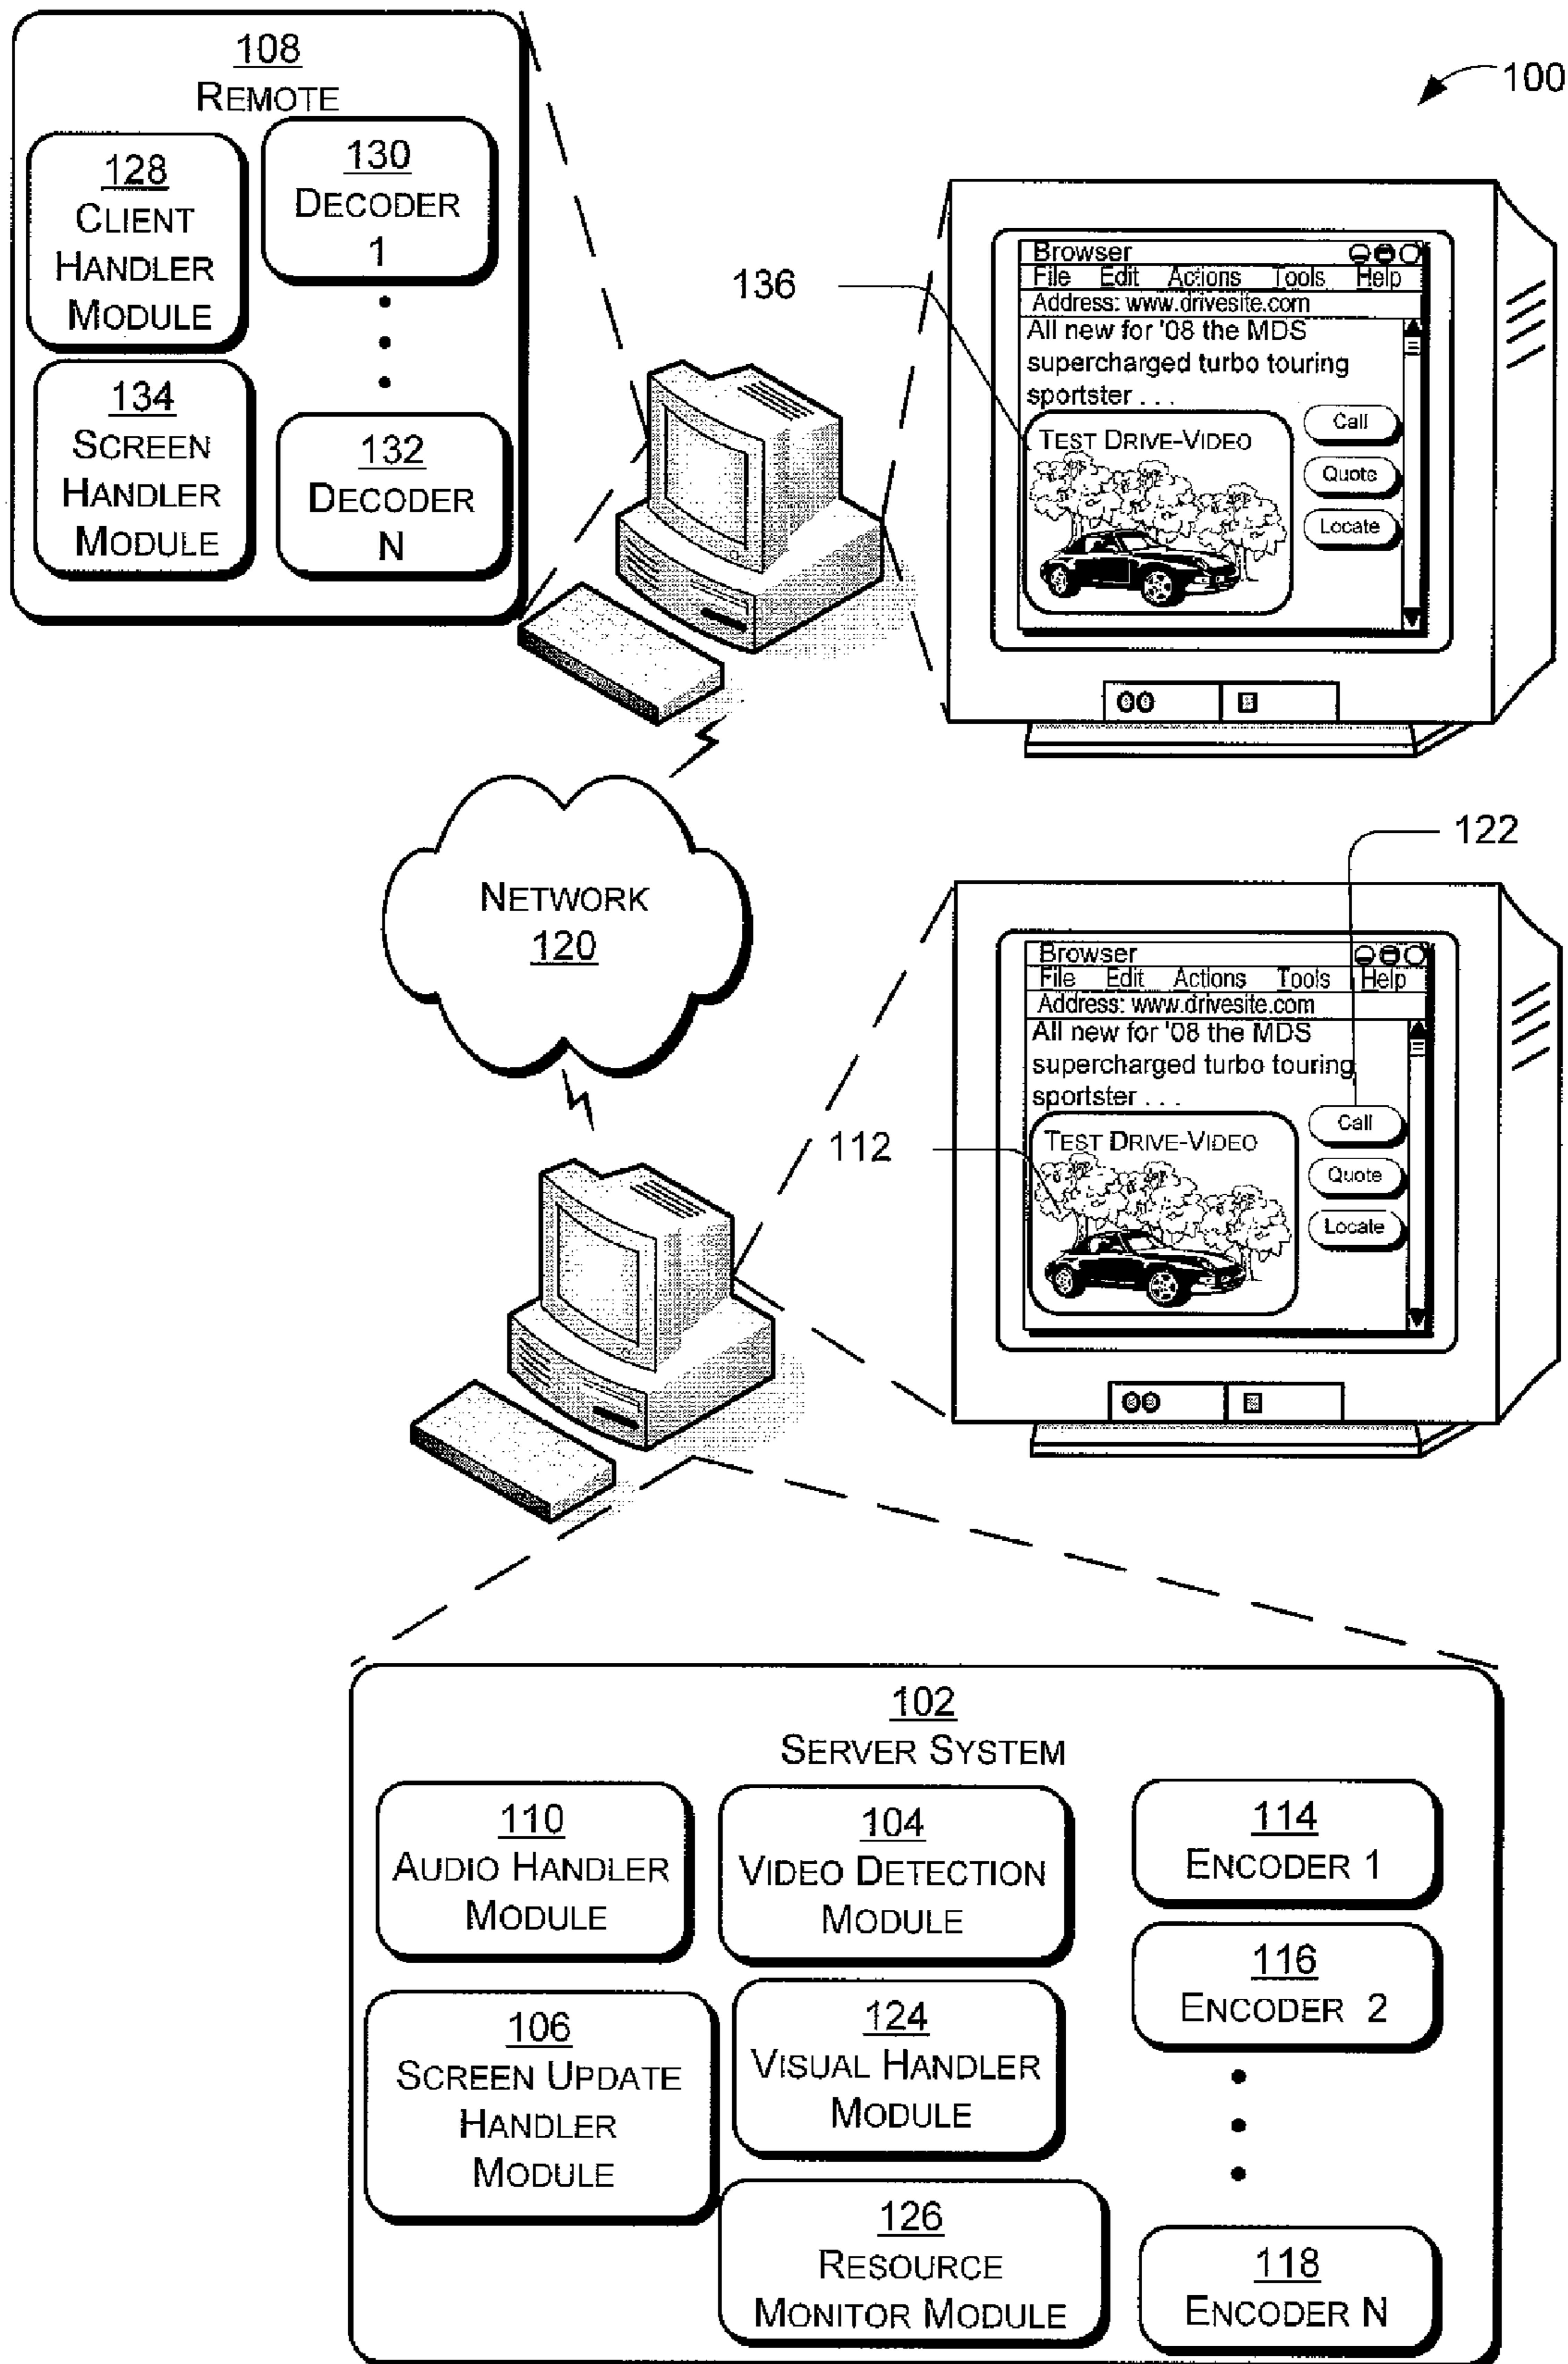 108
REMOTE
128
CLIENT
HANDLER
MODULE
130
DECODER
1
134
SCREEN
HANDLER
MODULE
132
DECODER
N
100
136
Browser
File Edit Actions Tools Help
Address: www.drivesite.com
All new for '08 the MDS
supercharged turbo touring
sportster . . .
TEST DRIVE-VIDEO
Call
Quote
Locate
NETWORK
120
122
112
Browser
File Edit Actions Tools Help
Address: www.drivesite.com
All new for '08 the MDS
supercharged turbo touring
sportster . . .
TEST DRIVE-VIDEO
Call
Quote
Locate
102
SERVER SYSTEM
110
AUDIO HANDLER
MODULE
104
VIDEO DETECTION
MODULE
114
ENCODER 1
116
ENCODER 2
106
SCREEN UPDATE
HANDLER
MODULE
124
VISUAL HANDLER
MODULE
126
RESOURCE
MONITOR MODULE
118
ENCODER N